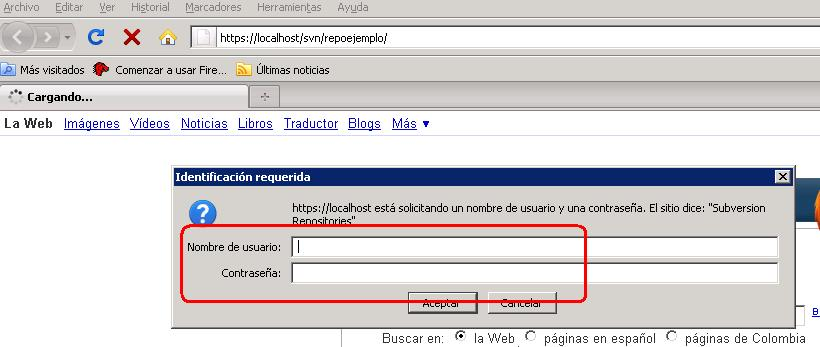 Archivo Editar Ver Historial Marcadores Herramientas Ayuda
https://localhost/svn/repoejemplo/
Más visitados Comenzar a usar Fire... Últimas noticias
Cargando...
La Web Imágenes Vídeos Noticias Libros Traductor Blogs Más ▼
Identificación requerida
https://localhost está solicitando un nombre de usuario y una contraseña. El sitio dice: "Subversion
Repositories"
Nombre de usuario:
Contraseña:
Aceptar Cancelar
B
Buscar en: la Web páginas en español páginas de Colombia